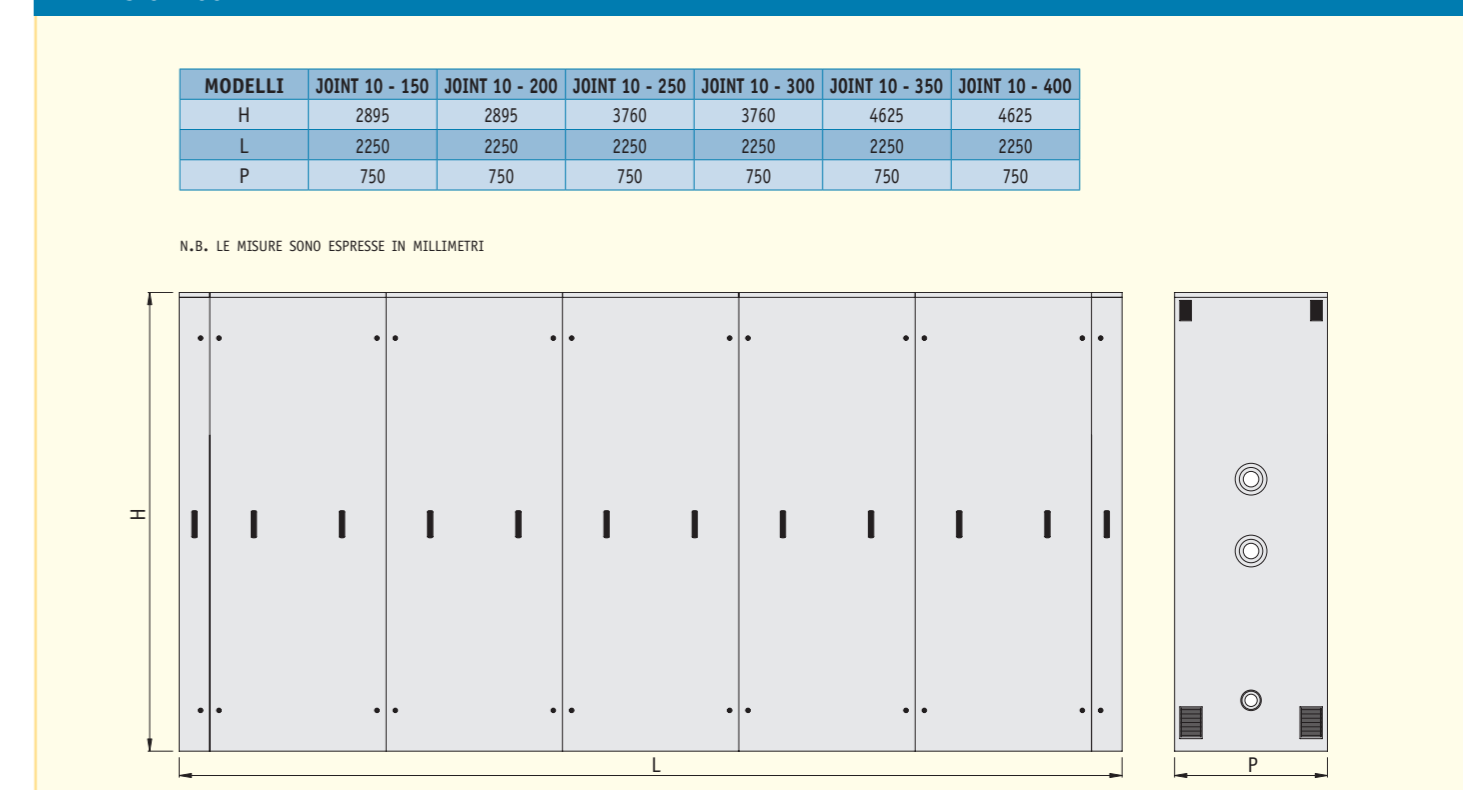 MODELLI JOINT 10 - 150 JOINT 10 - 200 JOINT 10 - 250 JOINT 10 - 300 JOINT 10 - 350 JOINT 10 - 400
H 2895 2895 3760 3760 4625 4625
L 2250 2250 2250 2250 2250 2250
P 750 750 750 750 750 750
N.B. LE MISURE SONO ESPRESSE IN MILLIMETRI
H
L
P